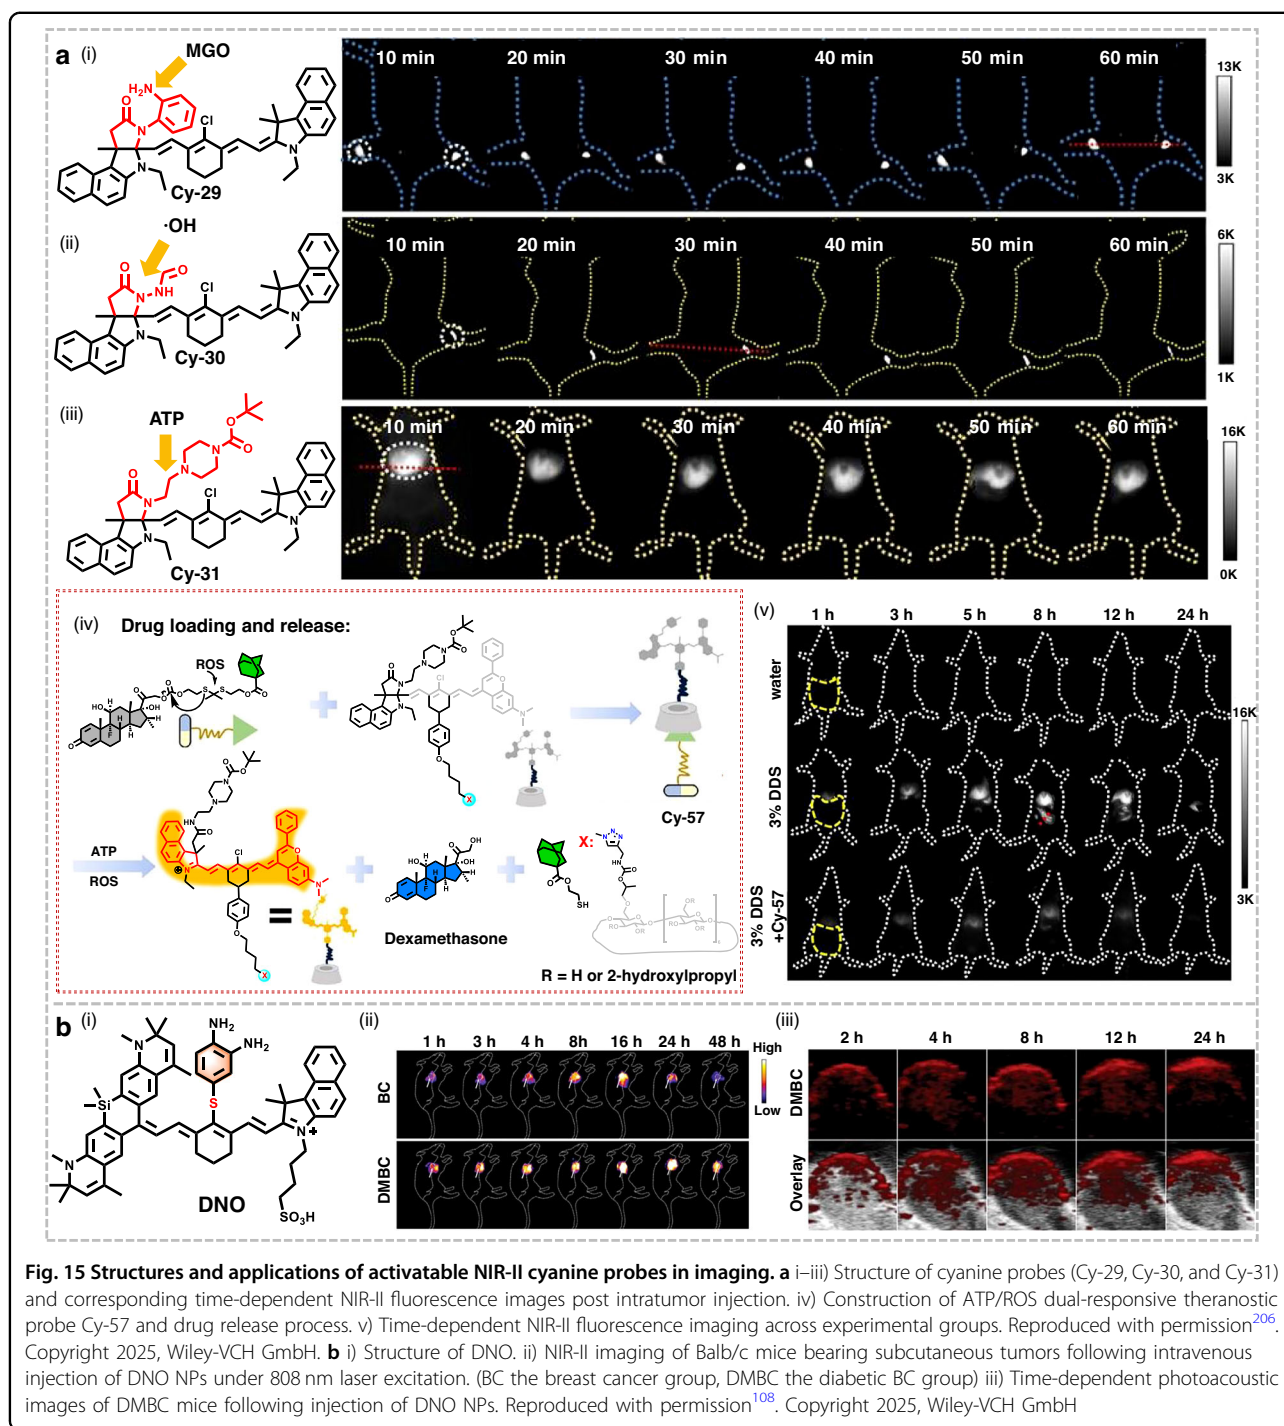 a (i)
MGO
H₂N
O
N
Cl
N
N
Cy-29
10 min 20 min 30 min 40 min 50 min 60 min
13K
3K
(ii)
·OH
O
O
N
NH
Cl
N
N
Cy-30
10 min 20 min 30 min 40 min 50 min 60 min
6K
1K
(iii)
ATP
O
O
N
N
O
N
Cl
N
N
Cy-31
10 min 20 min 30 min 40 min 50 min 60 min
16K
0K
(iv) Drug loading and release:
ROS
Cy-57
ATP
ROS
Dexamethasone
X:
SH
R = H or 2-hydroxylpropyl
(v)
1 h 3 h 5 h 8 h 12 h 24 h
water
3% DDS
3% DDS
+Cy-57
16K
3K
b (i)
NH₂
NH₂
S
Si
N
N
N
+
SO₃H
DNO
(ii)
1 h 3 h 4 h 8h 16 h 24 h 48 h
BC
DMBC
High
Low
(iii)
2 h 4 h 8 h 12 h 24 h
DMBC
Overlay
Fig. 15 Structures and applications of activatable NIR-II cyanine probes in imaging. a i–iii) Structure of cyanine probes (Cy-29, Cy-30, and Cy-31)
and corresponding time-dependent NIR-II fluorescence images post intratumor injection. iv) Construction of ATP/ROS dual-responsive theranostic
probe Cy-57 and drug release process. v) Time-dependent NIR-II fluorescence imaging across experimental groups. Reproduced with permission²⁰⁶.
Copyright 2025, Wiley-VCH GmbH. b i) Structure of DNO. ii) NIR-II imaging of Balb/c mice bearing subcutaneous tumors following intravenous
injection of DNO NPs under 808 nm laser excitation. (BC the breast cancer group, DMBC the diabetic BC group) iii) Time-dependent photoacoustic
images of DMBC mice following injection of DNO NPs. Reproduced with permission¹⁰⁸. Copyright 2025, Wiley-VCH GmbH